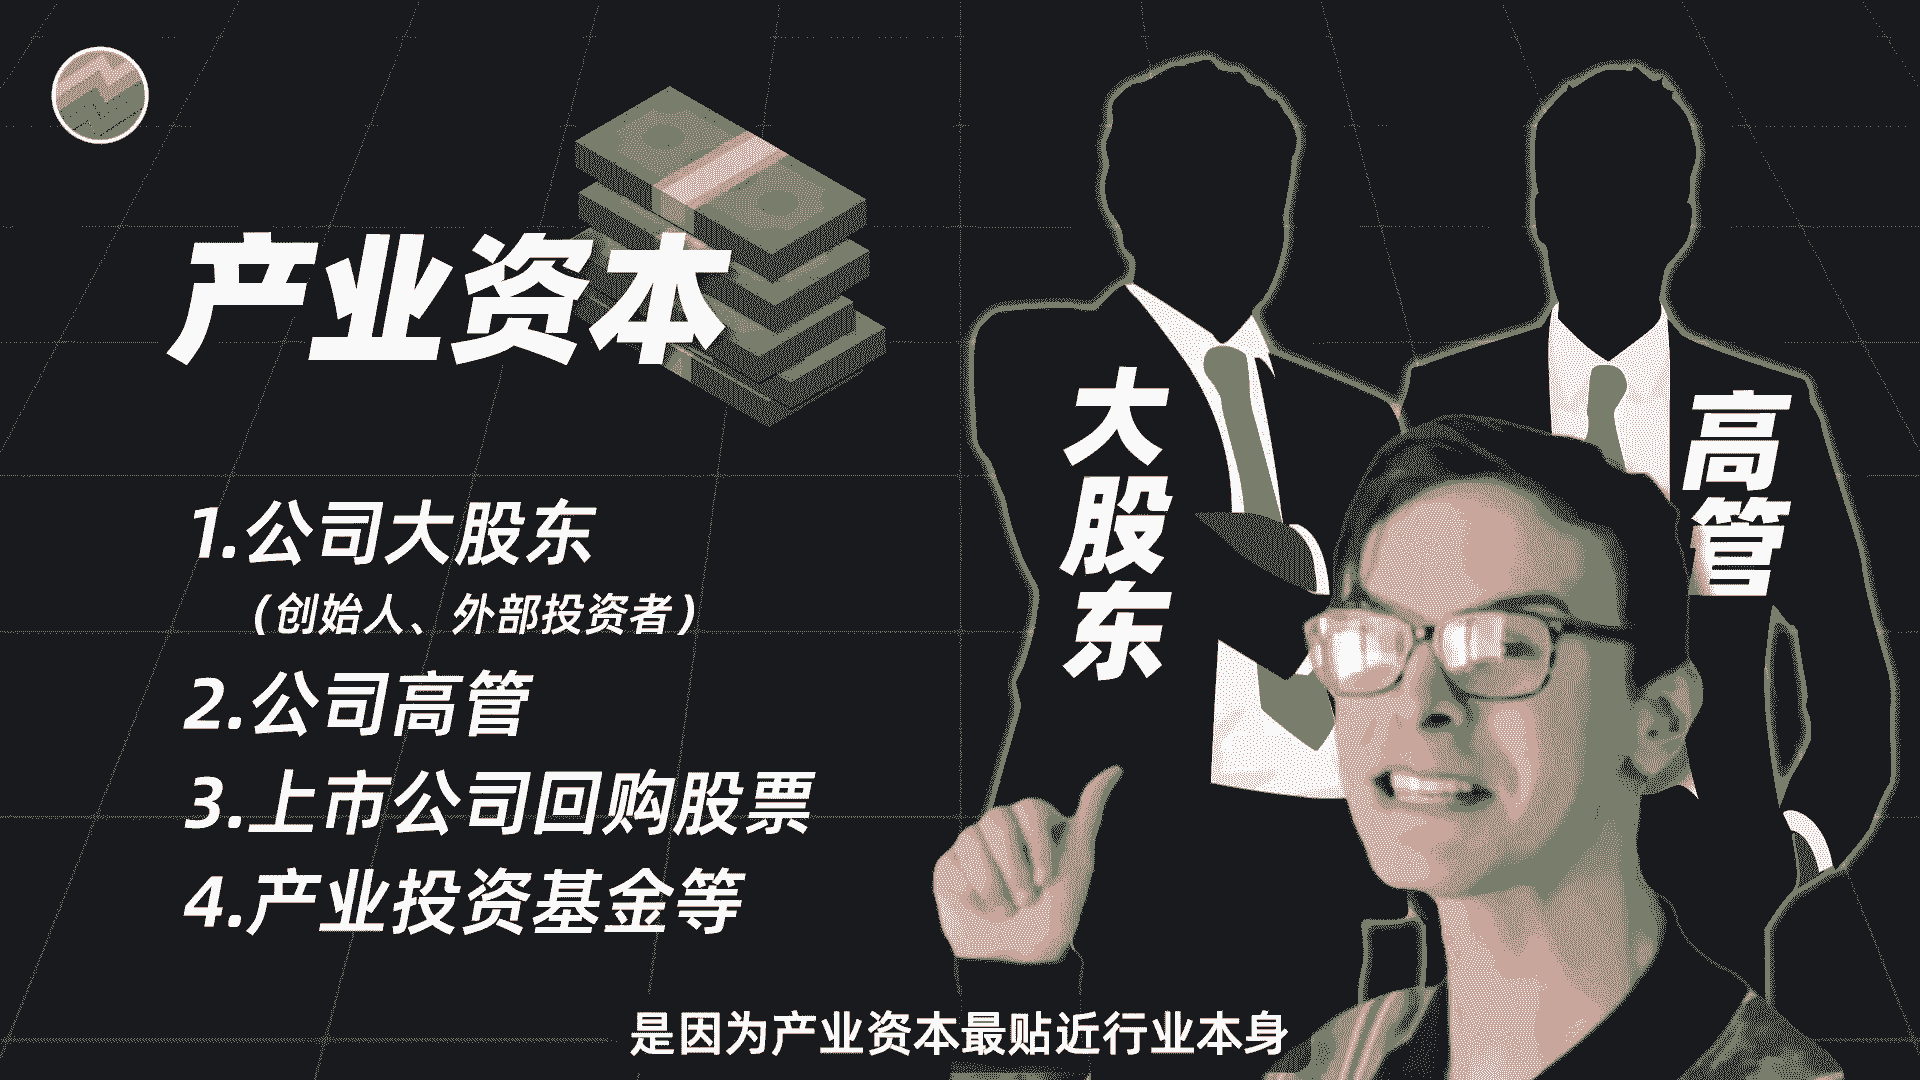 产业资本
1.公司大股东
（创始人、外部投资者）
2.公司高管
3.上市公司回购股票
4.产业投资基金等
大股东
高管
是因为产业资本最贴近行业本身